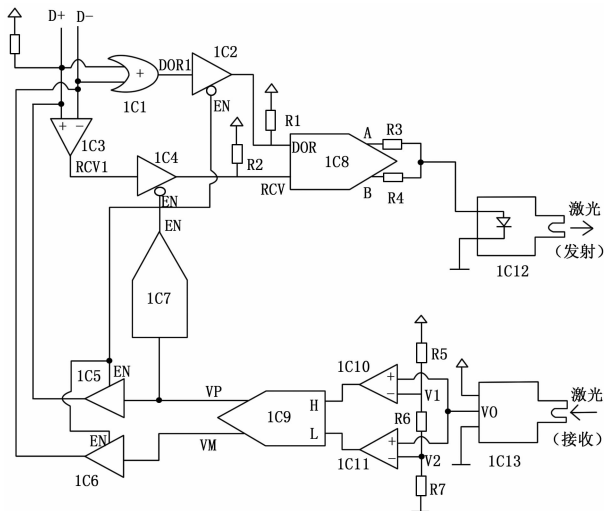 D+ D-
DOR1
1C2
+
1C1
EN
R1
A R3
+ -
1C3
1C4
R2
DOR
1C8
RCV1
RCV
B
R4
EN
EN
激光
(发射)
1C12
1C7
R5
1C10
+
-
1C5
EN
VP
H
V1
激光
1C9
R6
VO
(接收)
EN
L
+
-
V2
1C13
VM
1C11
1C6
R7